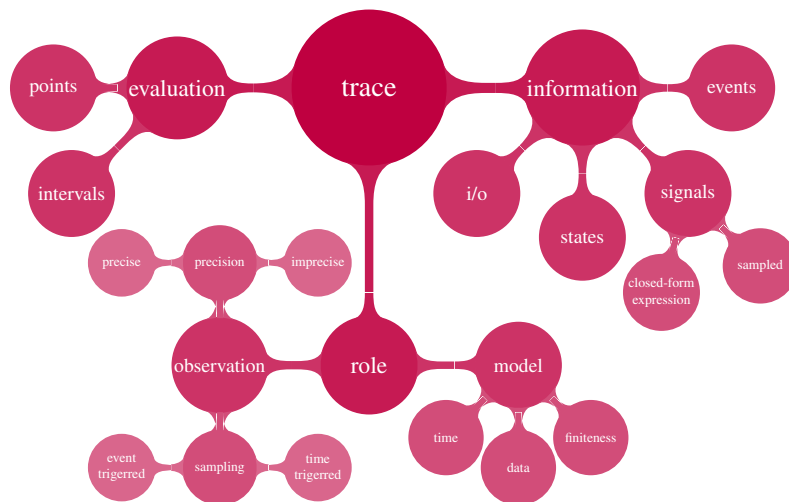 trace
evaluation
points
intervals
information
events
i/o
states
signals
closed-form
expression
sampled
role
observation
precision
precise
imprecise
sampling
event
trigerred
time
trigerred
model
time
data
finiteness